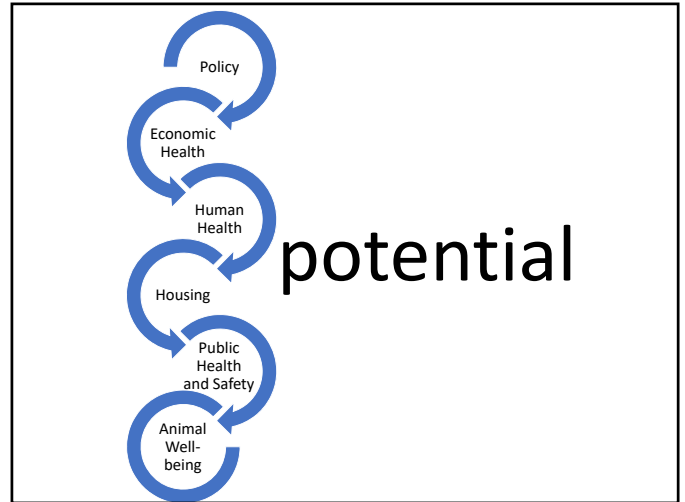 Policy
Economic
Health
Human
Health
Housing
Public
Health
and Safety
Animal
Well-
being
potential